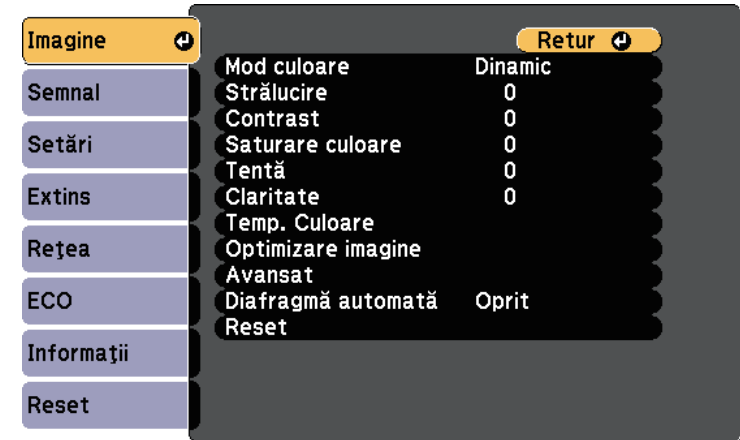 Imagine
Semnal
Setări
Extins
Reţea
ECO
Informaţii
Reset
Retur
Mod culoare Dinamic
Strălucire 0
Contrast 0
Saturare culoare 0
Tentă 0
Claritate 0
Temp. Culoare
Optimizare imagine
Avansat
Diafragmă automată Oprit
Reset